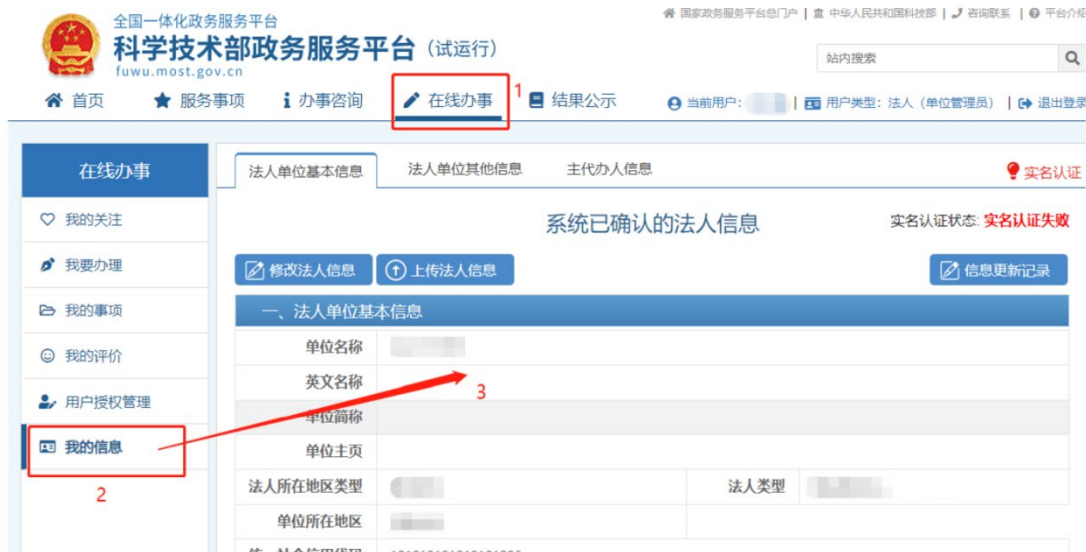 国家政务服务平台总门户 | 中华人民共和国科技部 | 咨询联系 | 平台介绍
全国一体化政务服务平台
科学技术部政务服务平台（试运行）
fuwu.most.gov.cn
站内搜索
首页 服务事项 办事咨询 在线办事 1 结果公示 当前用户： | 用户类型：法人（单位管理员） | 退出登录
在线办事
法人单位基本信息 法人单位其他信息 主代办人信息 实名认证
我的关注
系统已确认的法人信息 实名认证状态: 实名认证失败
我要办理
修改法人信息 上传法人信息 信息更新记录
我的事项
一、法人单位基本信息
我的评价
单位名称
英文名称
用户授权管理
3
单位简称
我的信息
单位主页
2
法人所在地区类型 法人类型
单位所在地区